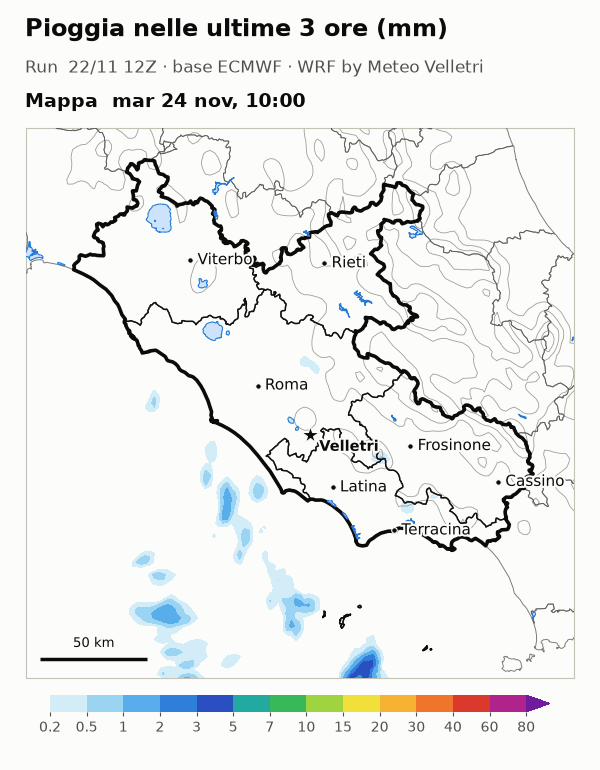 Pioggia nelle ultime 3 ore (mm)
Run  22/11 12Z · base ECMWF · WRF by Meteo Velletri
Mappa  mar 24 nov, 10:00
Viterbo
Rieti
Roma
Velletri
Frosinone
Latina
Cassino
Terracina
50 km
0.2 0.5 1 2 3 5 7 10 15 20 30 40 60 80